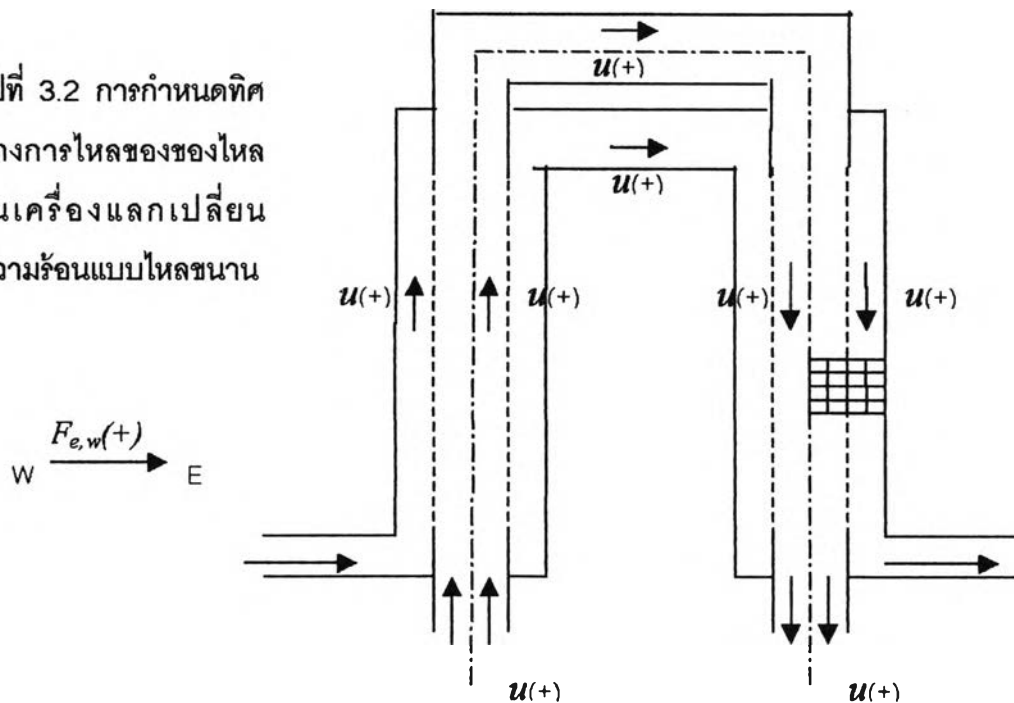 ปที่ 3.2 การกำหนดทิศ
างการไหลของของไหล
นเครื่องแลกเปลี่ยน
วามร้อนแบบไหลขนาน
u(+)
u(+)
u(+)
u(+)
u(+)
u(+)
F_{e,w}(+)
W
E
u(+)
u(+)